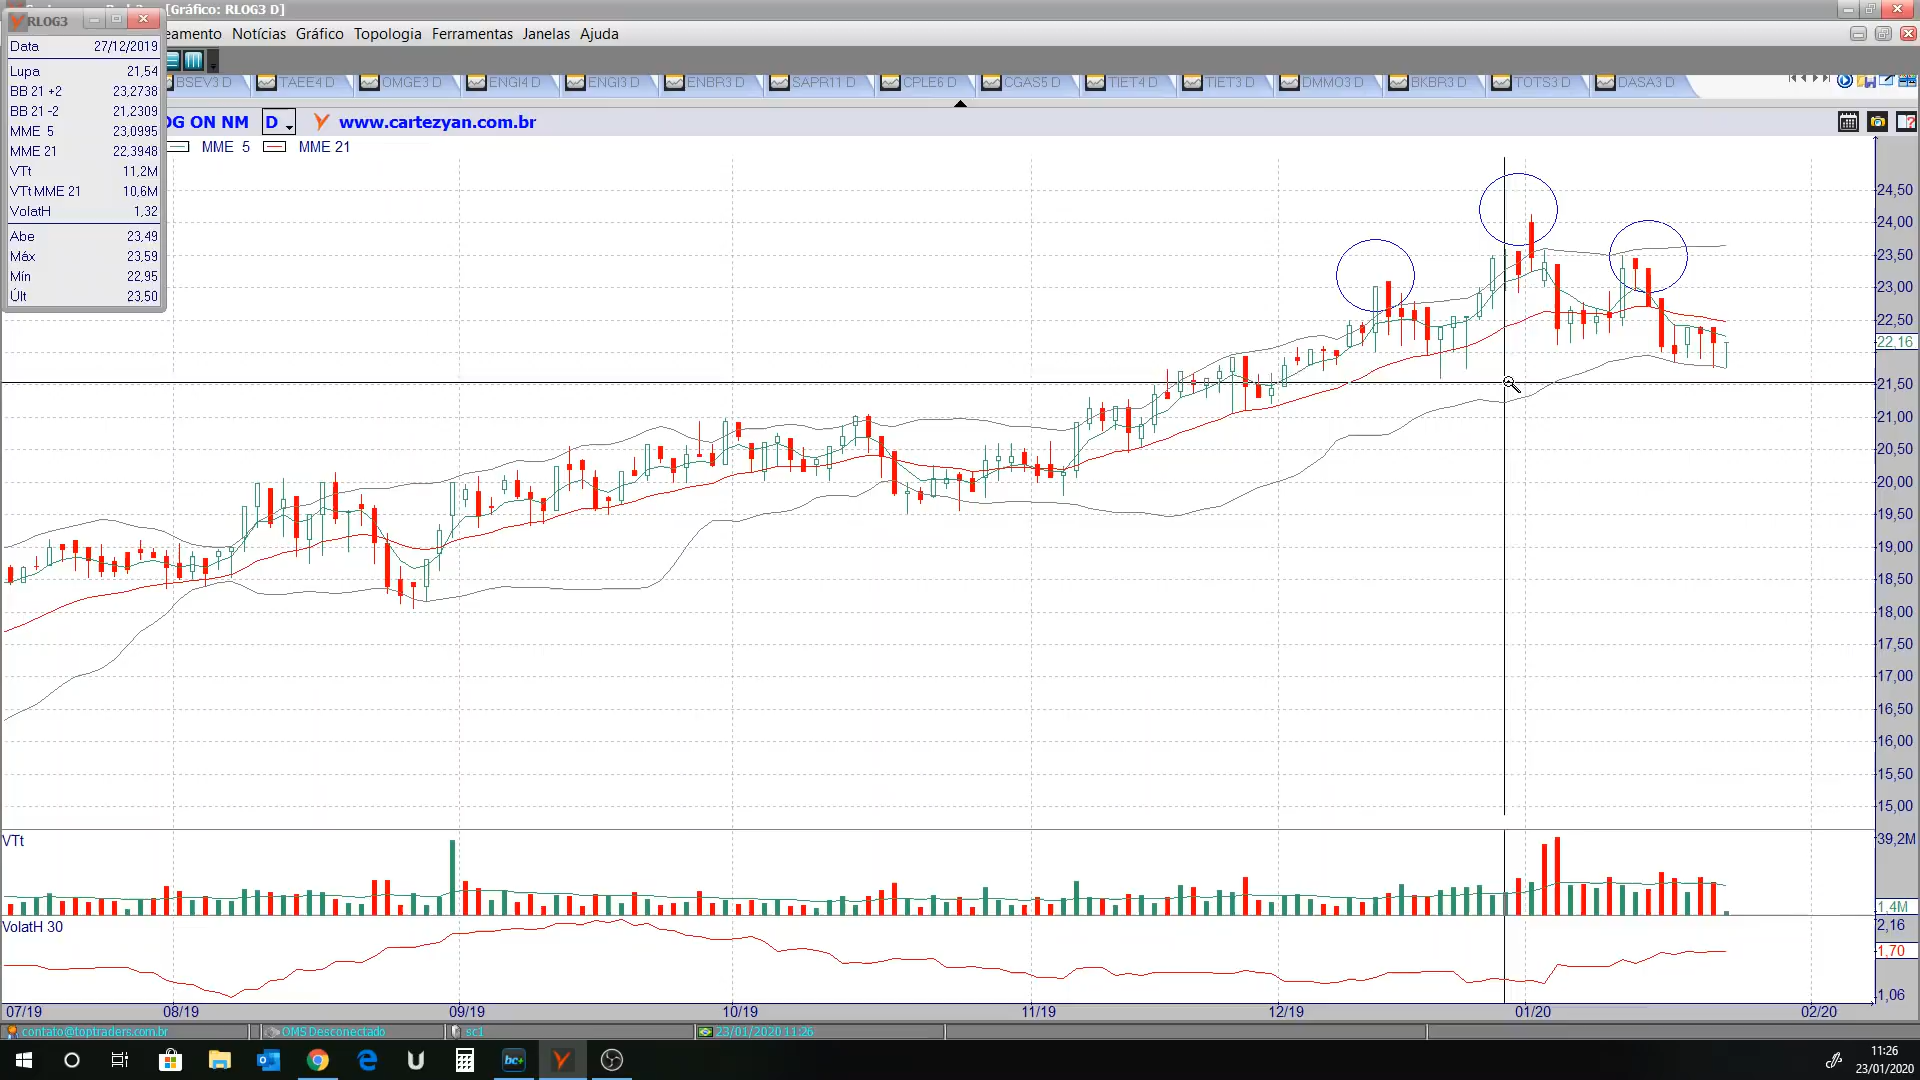 [Gráfico: RLOG3 D]
RLOG3
Data 27/12/2019
Lupa 21,54
BB 21 +2 23,2738
BB 21 -2 21,2309
MME 5 23,0995
MME 21 22,3948
VTt 11,2M
VTt MME 21 10,6M
VolatH 1,32
Abe 23,49
Máx 23,59
Mín 22,95
Últ 23,50
eamento Notícias Gráfico Topologia Ferramentas Janelas Ajuda
BSEV3 D TAEE4 D OMGE3 D ENGI4 D ENGI3 D ENBR3 D SAPR11 D CPLE6 D CGAS5 D TIET4 D TIET3 D DMMO3 D BKBR3 D TOTS3 D DASA3 D
OG ON NM D www.cartezyan.com.br
MME 5 MME 21
24,50
24,00
23,50
23,00
22,50
22,16
21,50
21,00
20,50
20,00
19,50
19,00
18,50
18,00
17,50
17,00
16,50
16,00
15,50
15,00
VTt
39,2M
1,4M
VolatH 30
2,16
1,70
1,06
07/19 08/19 09/19 10/19 11/19 12/19 01/20 02/20
contato@toptraders.com.br OMS Desconectado sc1 23/01/2020 11:26
bc+
11:26
23/01/2020